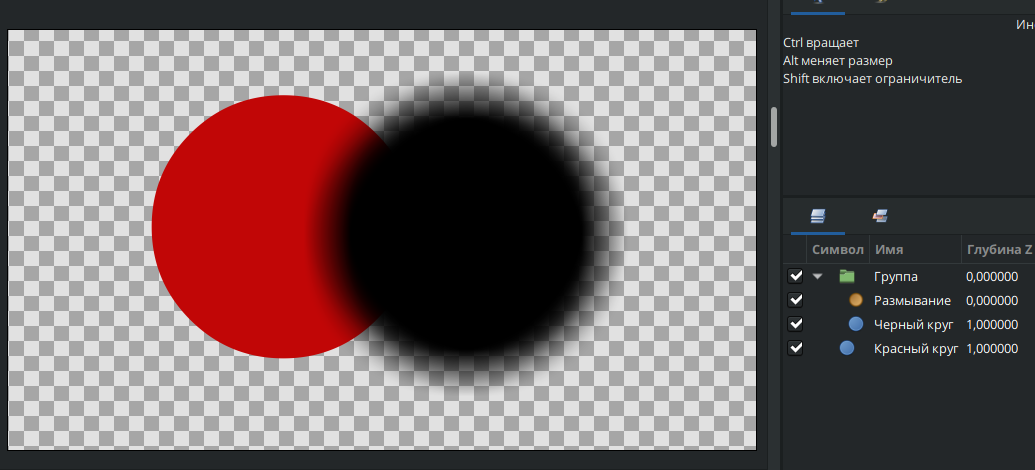 Ctrl вращает
Alt меняет размер
Shift включает ограничитель
Символ Имя Глубина Z
Группа 0,000000
Размывание 0,000000
Черный круг 1,000000
Красный круг 1,000000